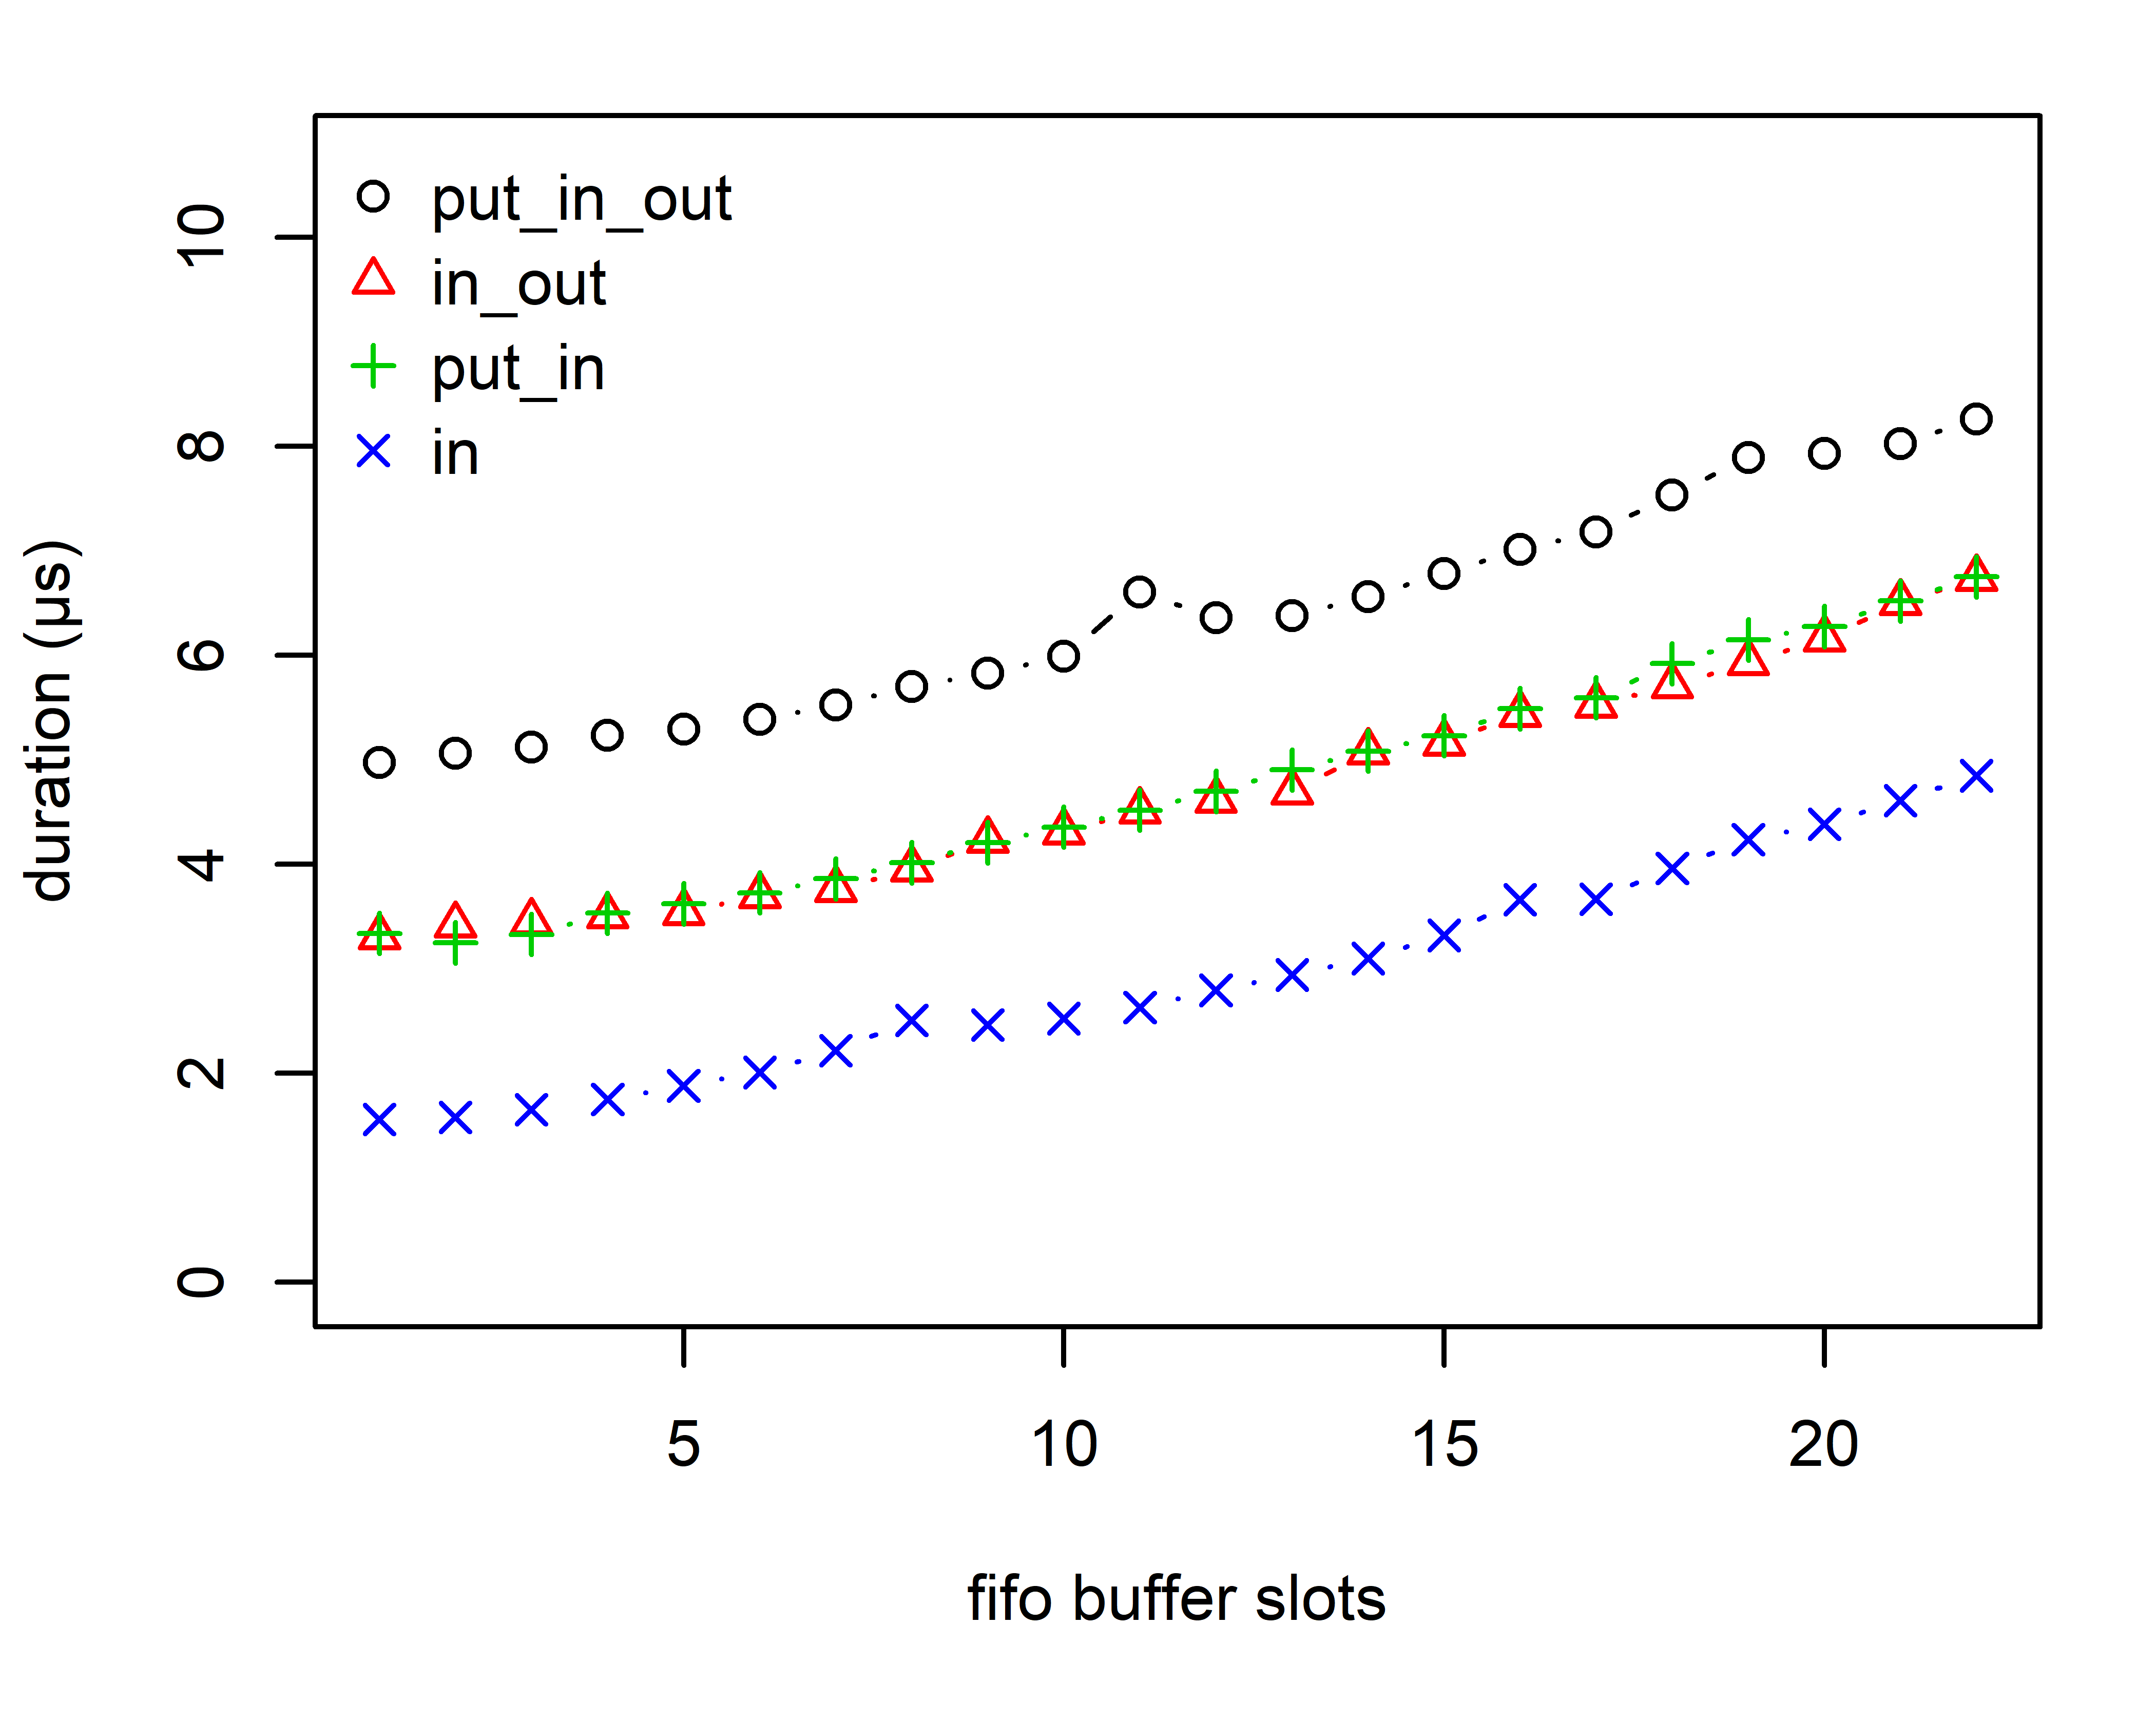 put_in_out
in_out
put_in
in
duration (µs)
10
8
6
4
2
0
5 10 15 20
fifo buffer slots